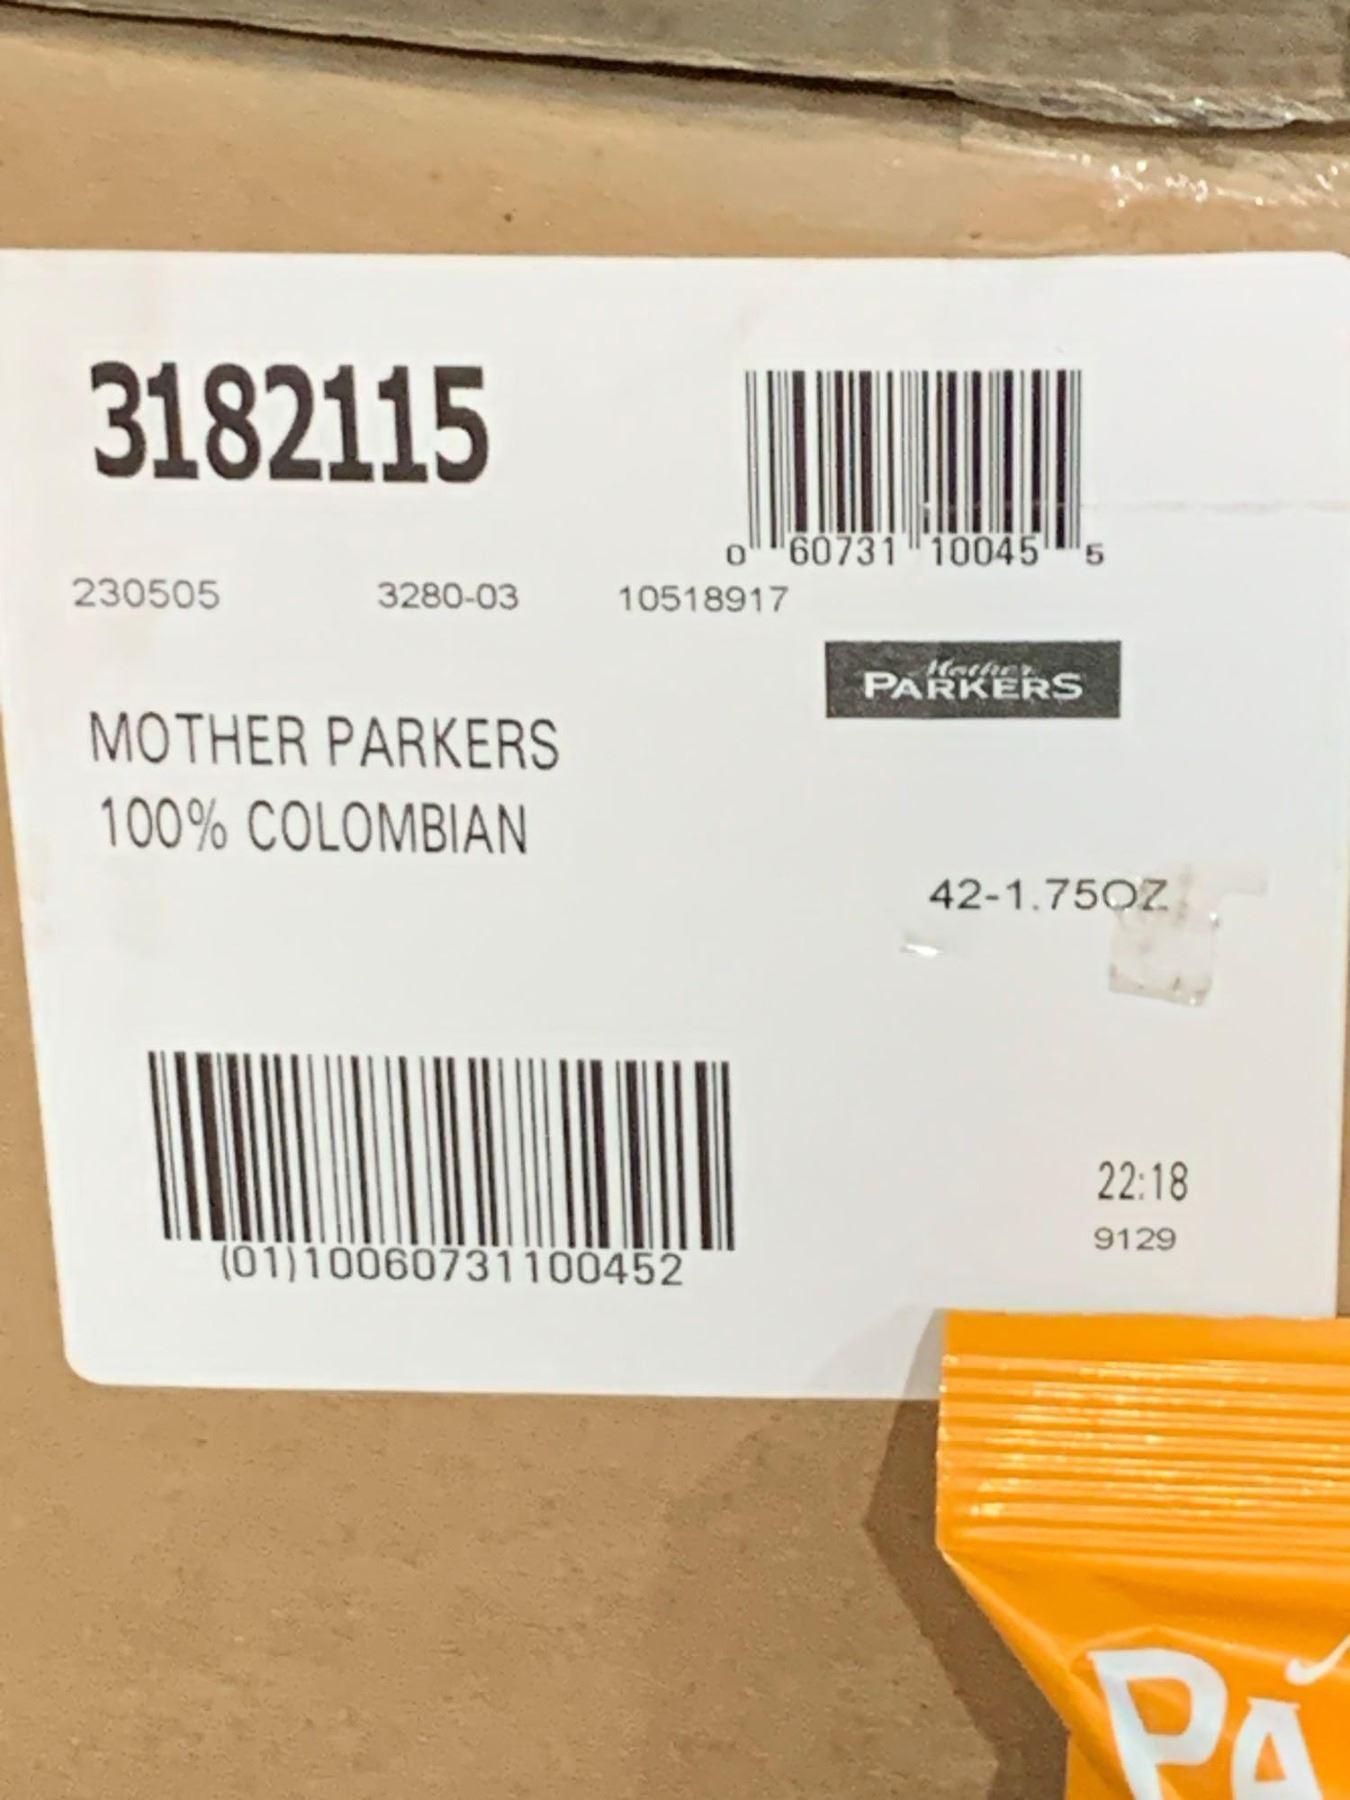 3182115
0 60731 10045 5
230505 3280-03 10518917
Mother
PARKERS
MOTHER PARKERS
100% COLOMBIAN
42-1.75OZ
(01)10060731100452
22:18
9129
PA